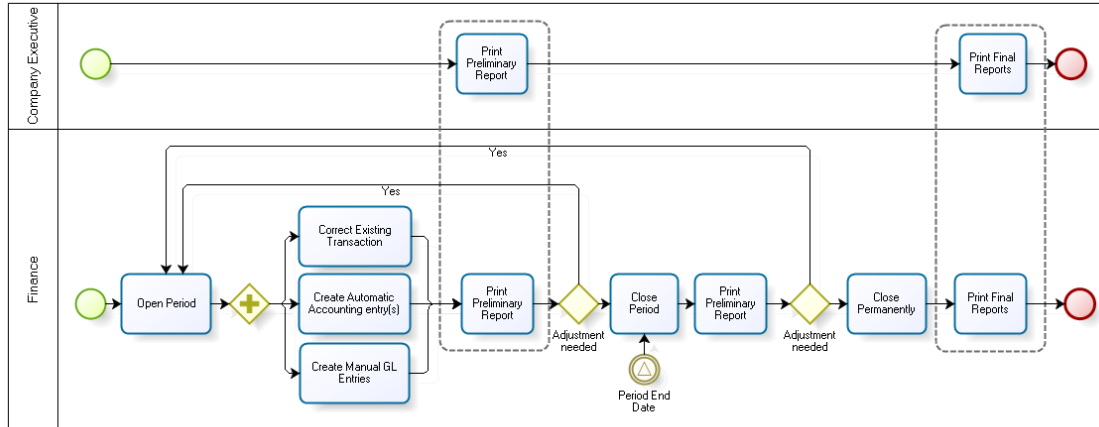 Company Executive
Print
Preliminary
Report
Print Final
Reports
Finance
Yes
Yes
Open Period
Correct Existing
Transaction
Create Automatic
Accounting entry(s)
Create Manual GL
Entries
Print
Preliminary
Report
Adjustment
needed
Close
Period
Period End
Date
Print
Preliminary
Report
Adjustment
needed
Close
Permanently
Print Final
Reports